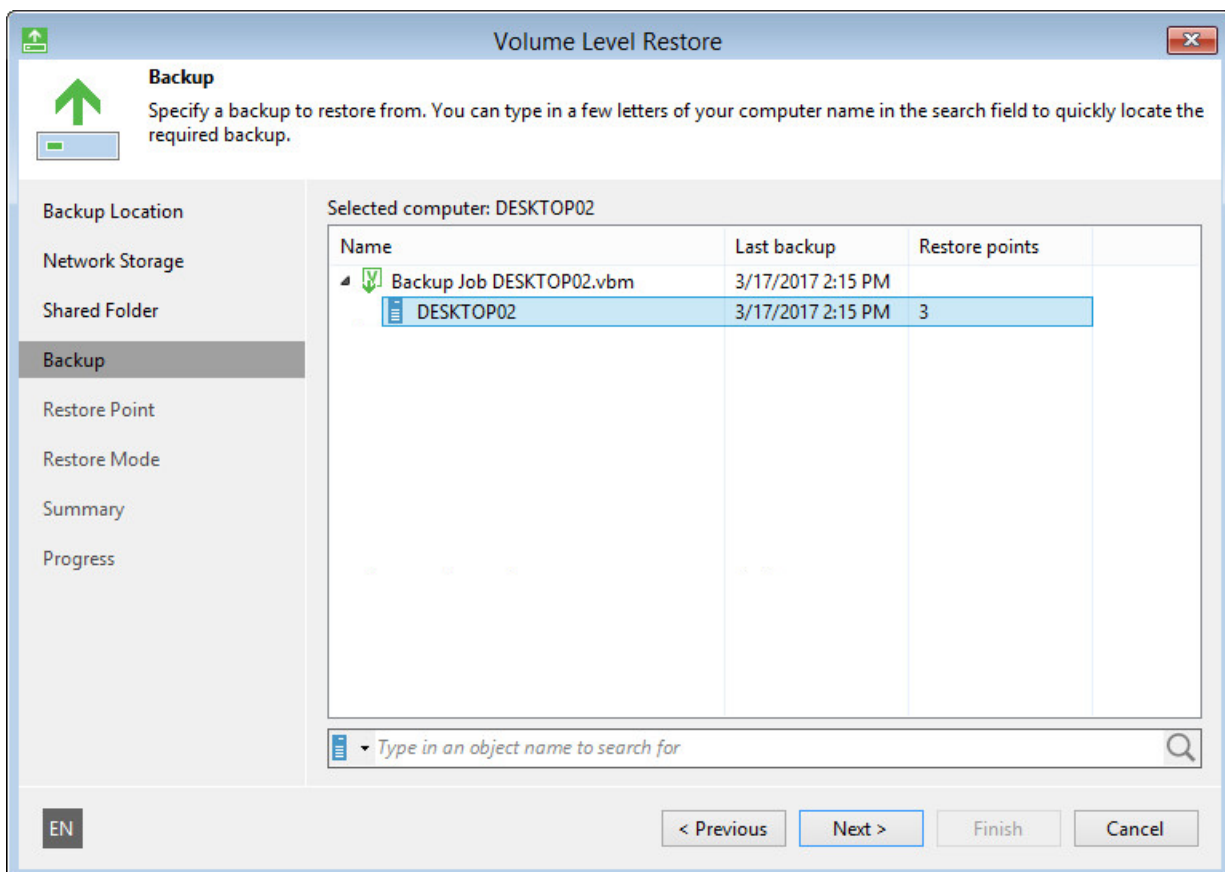 Volume Level Restore
Backup
Specify a backup to restore from. You can type in a few letters of your computer name in the search field to quickly locate the
required backup.
Backup Location
Network Storage
Shared Folder
Backup
Restore Point
Restore Mode
Summary
Progress
Selected computer: DESKTOP02
Name Last backup Restore points
Backup Job DESKTOP02.vbm 3/17/2017 2:15 PM
DESKTOP02 3/17/2017 2:15 PM 3
Type in an object name to search for
EN
< Previous Next > Finish Cancel